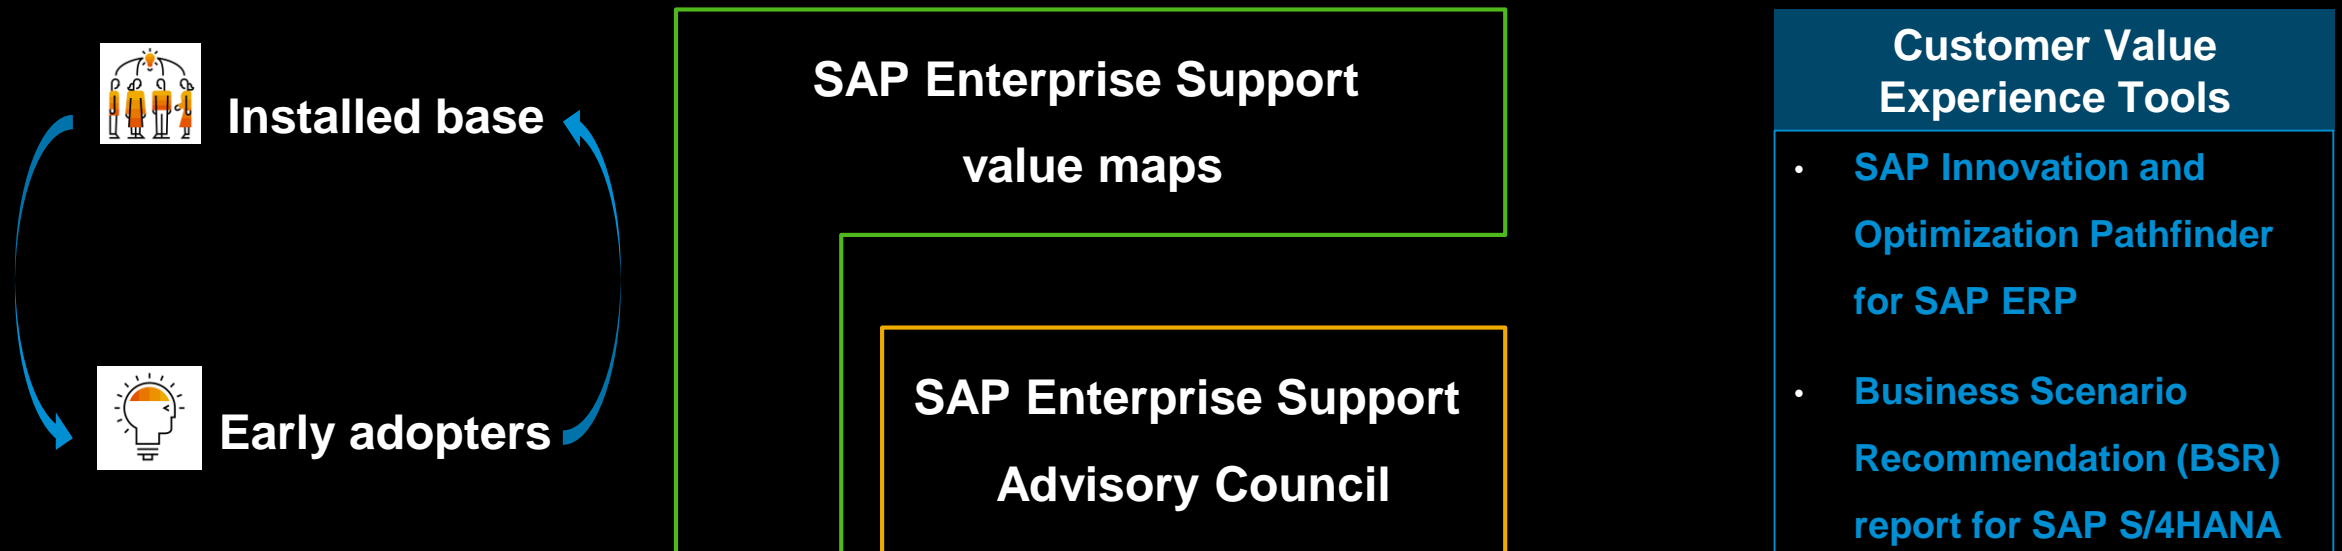 Installed base
Early adopters
SAP Enterprise Support
value maps
SAP Enterprise Support
Advisory Council
Customer Value
Experience Tools
• SAP Innovation and
Optimization Pathfinder
for SAP ERP
• Business Scenario
Recommendation (BSR)
report for SAP S/4HANA